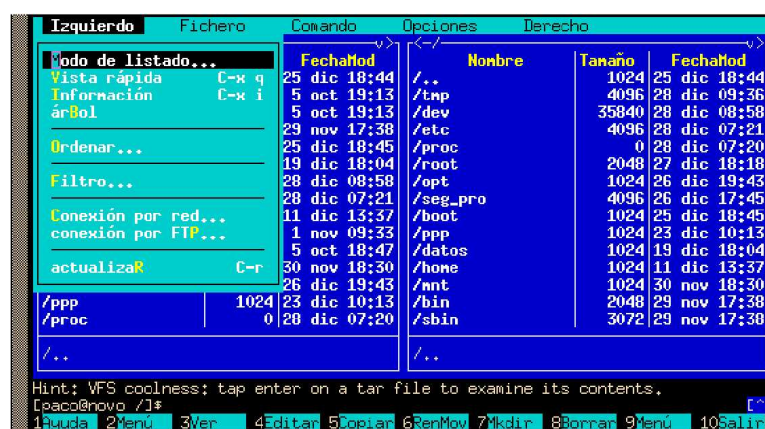 Izquierdo Fichero Comando Opciones Derecho
Modo de listado... FechaMod Nombre Tamaño FechaMod
Vista rápida C-x q 25 dic 18:44 /.. 1024 25 dic 18:44
Información C-x i 5 oct 19:13 /tmp 4096 28 dic 09:36
árBol 5 oct 19:13 /dev 35840 28 dic 08:58
29 nov 17:38 /etc 4096 28 dic 07:21
Ordenar... 25 dic 18:45 /proc 0 28 dic 07:20
19 dic 18:04 /root 2048 27 dic 18:18
Filtro... 28 dic 08:58 /opt 1024 26 dic 19:43
28 dic 07:21 /seg_pro 4096 26 dic 17:45
Conexión por red... 11 dic 13:37 /boot 1024 25 dic 18:45
conexión por FTP... 1 nov 09:33 /ppp 1024 23 dic 10:13
5 oct 18:47 /datos 1024 19 dic 18:04
actualizaR C-r 30 nov 18:30 /home 1024 11 dic 13:37
26 dic 19:43 /mnt 1024 30 nov 18:30
/ppp 1024 23 dic 10:13 /bin 2048 29 nov 17:38
/proc 0 28 dic 07:20 /sbin 3072 29 nov 17:38
/.. /..
Hint: VFS coolness: tap enter on a tar file to examine its contents.
[paco@novo /]$ [^
1Ayuda 2Menú 3Ver 4Editar 5Copiar 6RenMov 7Mkdir 8Borrar 9Menú 10Salir